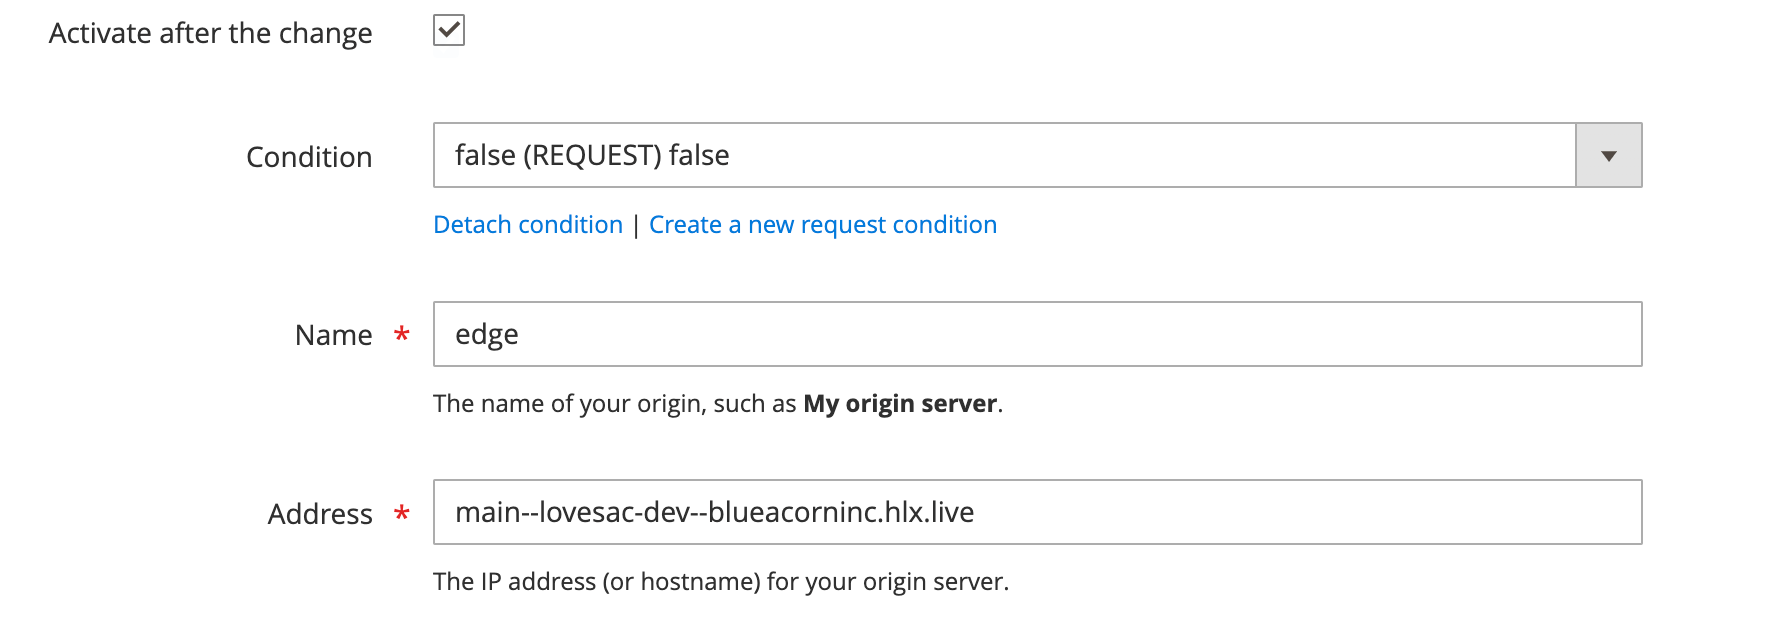 Activate after the change
Condition false (REQUEST) false
Detach condition | Create a new request condition
Name * edge
The name of your origin, such as My origin server.
Address * main--lovesac-dev--blueacorninc.hlx.live
The IP address (or hostname) for your origin server.